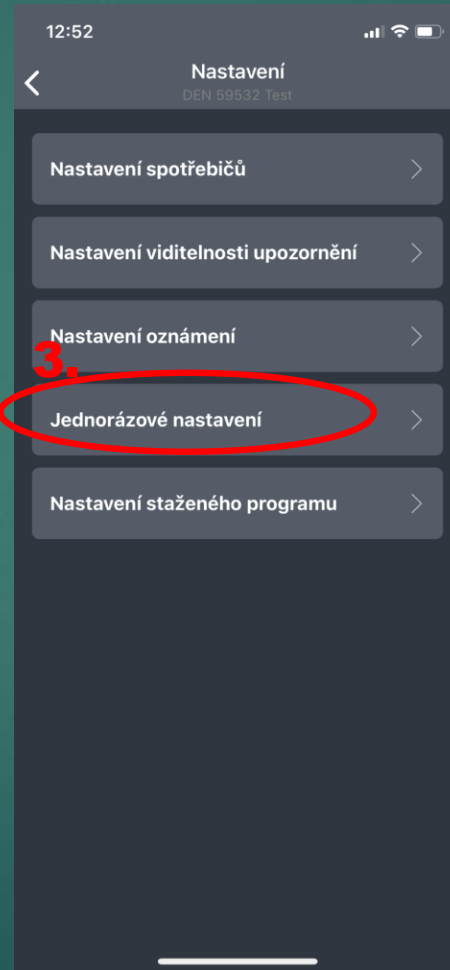 12:52
Nastavení
DEN 59532 Test
Nastavení spotřebičů
Nastavení viditelnosti upozornění
Nastavení oznámení
3.
Jednorázové nastavení
Nastavení staženého programu